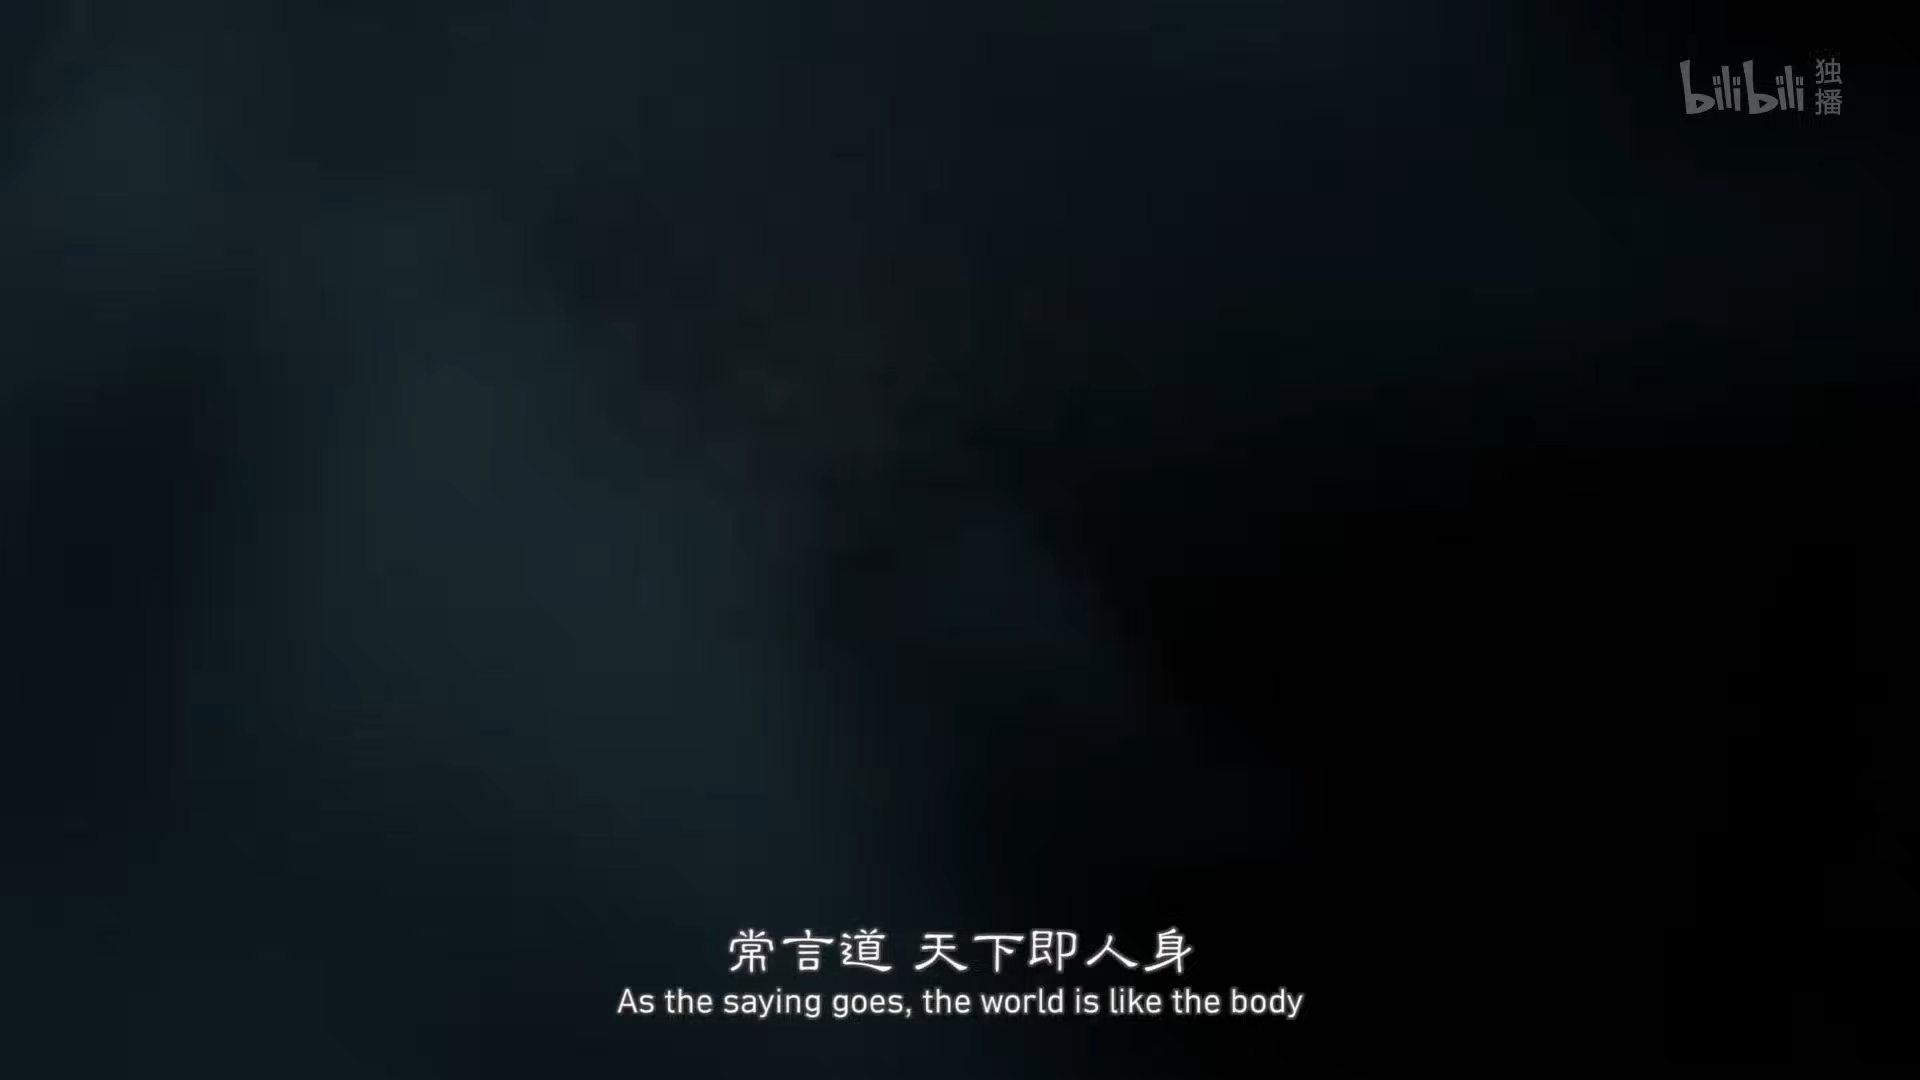 bilibili 独播
常言道 天下即人身
As the saying goes, the world is like the body